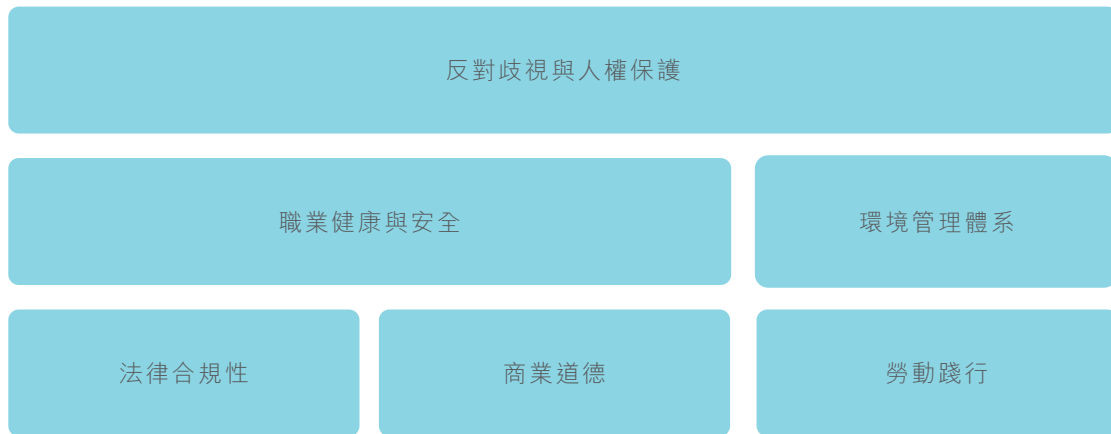 反對歧視與人權保護
職業健康與安全
環境管理體系
法律合規性
商業道德
勞動踐行